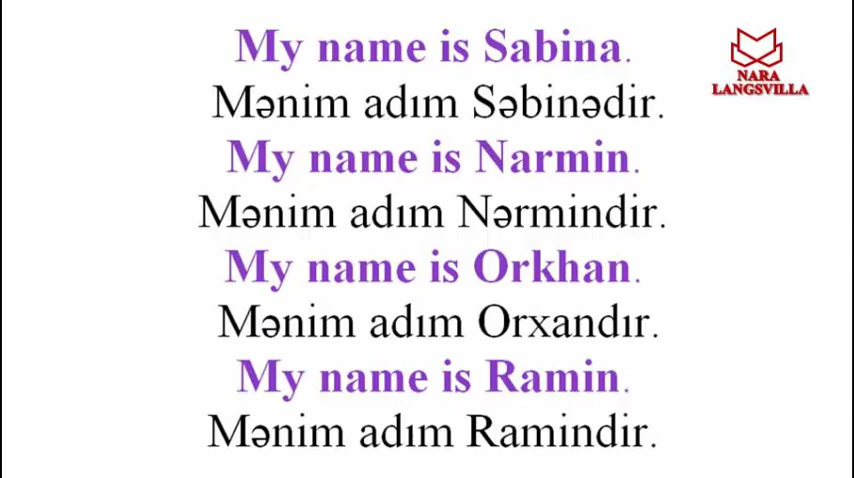 My name is Sabina.
Mənim adım Səbinədir.
My name is Narmin.
Mənim adım Nərmindir.
My name is Orkhan.
Mənim adım Orxandır.
My name is Ramin.
Mənim adım Ramindir.
NARA
LANGSVILLA